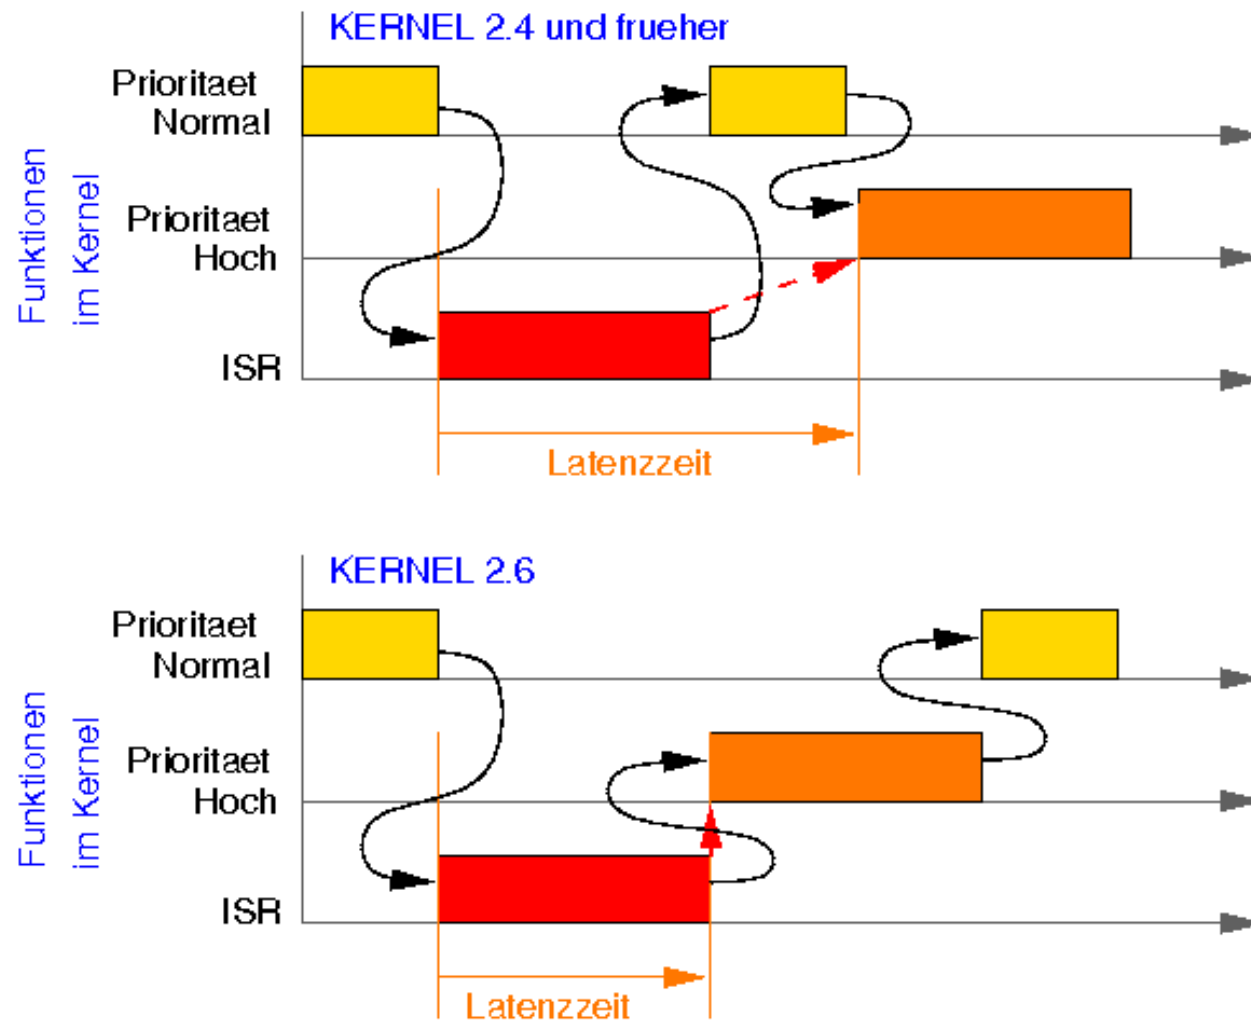 KERNEL 2.4 und frueher
Prioritaet
Normal
Funktionen
im Kernel
Prioritaet
Hoch
ISR
Latenzzeit
KERNEL 2.6
Prioritaet
Normal
Funktionen
im Kernel
Prioritaet
Hoch
ISR
Latenzzeit